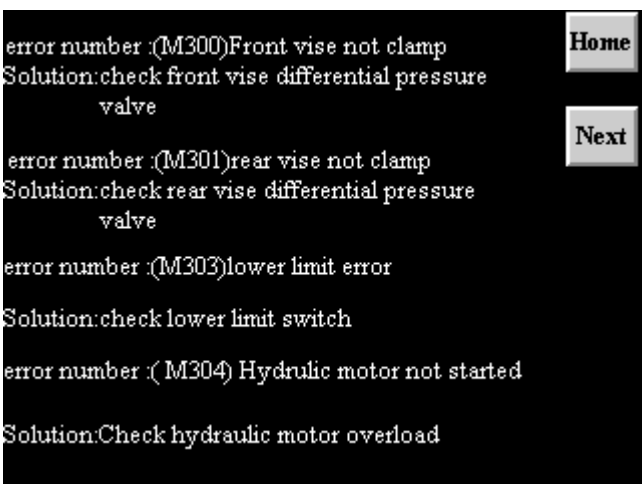 error number :(M300)Front vise not clamp
Solution:check front vise differential pressure
valve
error number :(M301)rear vise not clamp
Solution:check rear vise differential pressure
valve
error number :(M303)lower limit error
Solution:check lower limit switch
error number :( M304) Hydrulic motor not started
Solution:Check hydraulic motor overload
Home
Next